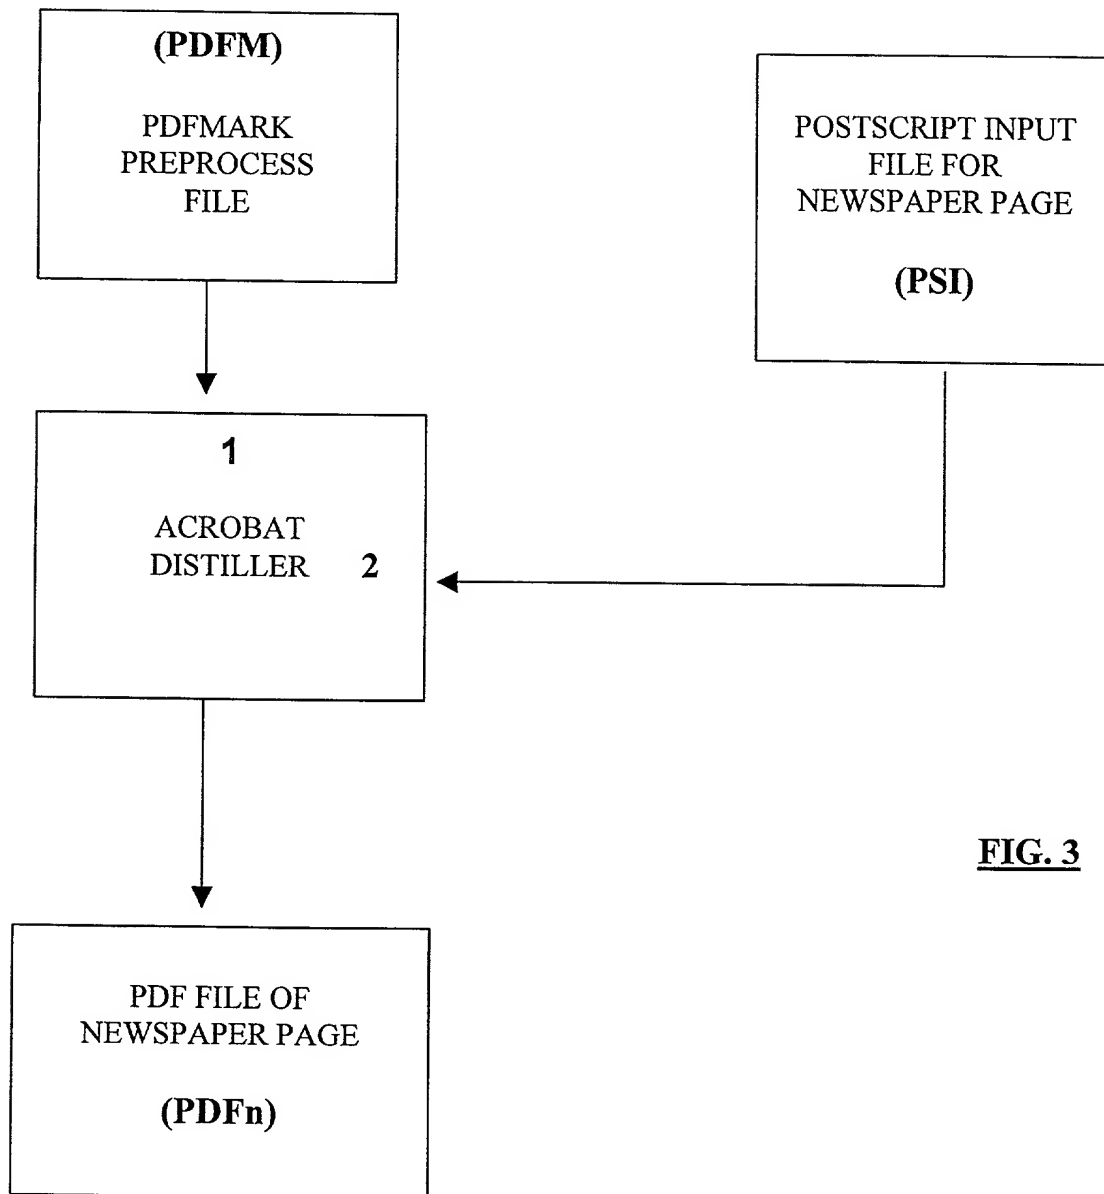 (PDFM)
PDFMARK
PREPROCESS
FILE
POSTSCRIPT INPUT
FILE FOR
NEWSPAPER PAGE
(PSI)
1
ACROBAT
DISTILLER 2
FIG. 3
PDF FILE OF
NEWSPAPER PAGE
(PDFn)